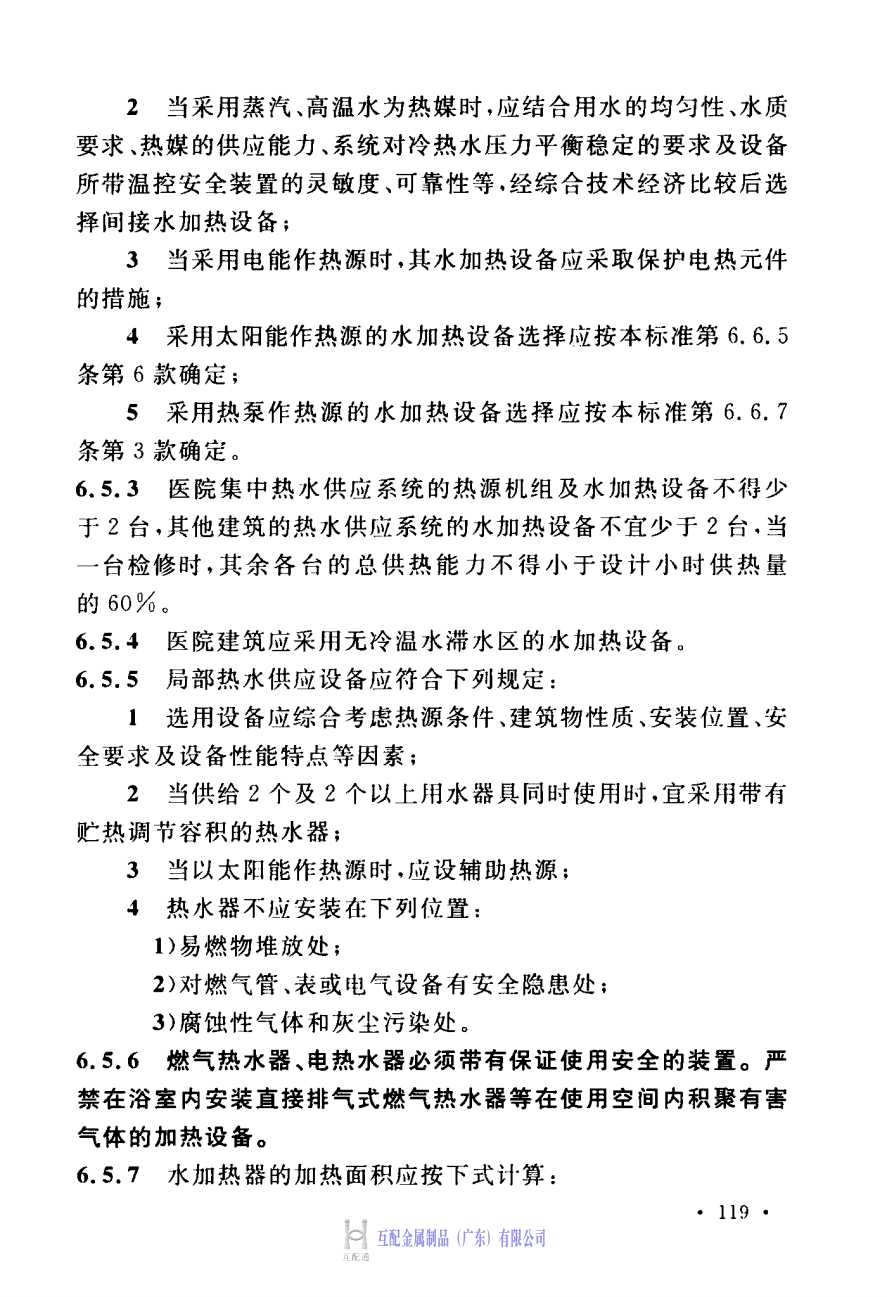 2 当采用蒸汽、高温水为热媒时,应结合用水的均匀性、水质
要求、热媒的供应能力、系统对冷热水压力平衡稳定的要求及设备
所带温控安全装置的灵敏度、可靠性等,经综合技术经济比较后选
择间接水加热设备;
3 当采用电能作热源时,其水加热设备应采取保护电热元件
的措施;
4 采用太阳能作热源的水加热设备选择应按本标准第 6.6.5
条第 6 款确定;
5 采用热泵作热源的水加热设备选择应按本标准第 6.6.7
条第 3 款确定。
6.5.3 医院集中热水供应系统的热源机组及水加热设备不得少
于 2 台,其他建筑的热水供应系统的水加热设备不宜少于 2 台,当
一台检修时,其余各台的总供热能力不得小于设计小时供热量
的 60%。
6.5.4 医院建筑应采用无冷温水滞水区的水加热设备。
6.5.5 局部热水供应设备应符合下列规定:
1 选用设备应综合考虑热源条件、建筑物性质、安装位置、安
全要求及设备性能特点等因素;
2 当供给 2 个及 2 个以上用水器具同时使用时,宜采用带有
贮热调节容积的热水器;
3 当以太阳能作热源时,应设辅助热源;
4 热水器不应安装在下列位置:
1)易燃物堆放处;
2)对燃气管、表或电气设备有安全隐患处;
3)腐蚀性气体和灰尘污染处。
6.5.6 燃气热水器、电热水器必须带有保证使用安全的装置。严
禁在浴室内安装直接排气式燃气热水器等在使用空间内积聚有害
气体的加热设备。
6.5.7 水加热器的加热面积应按下式计算:
· 119 ·
互配金属制品(广东)有限公司
互配通